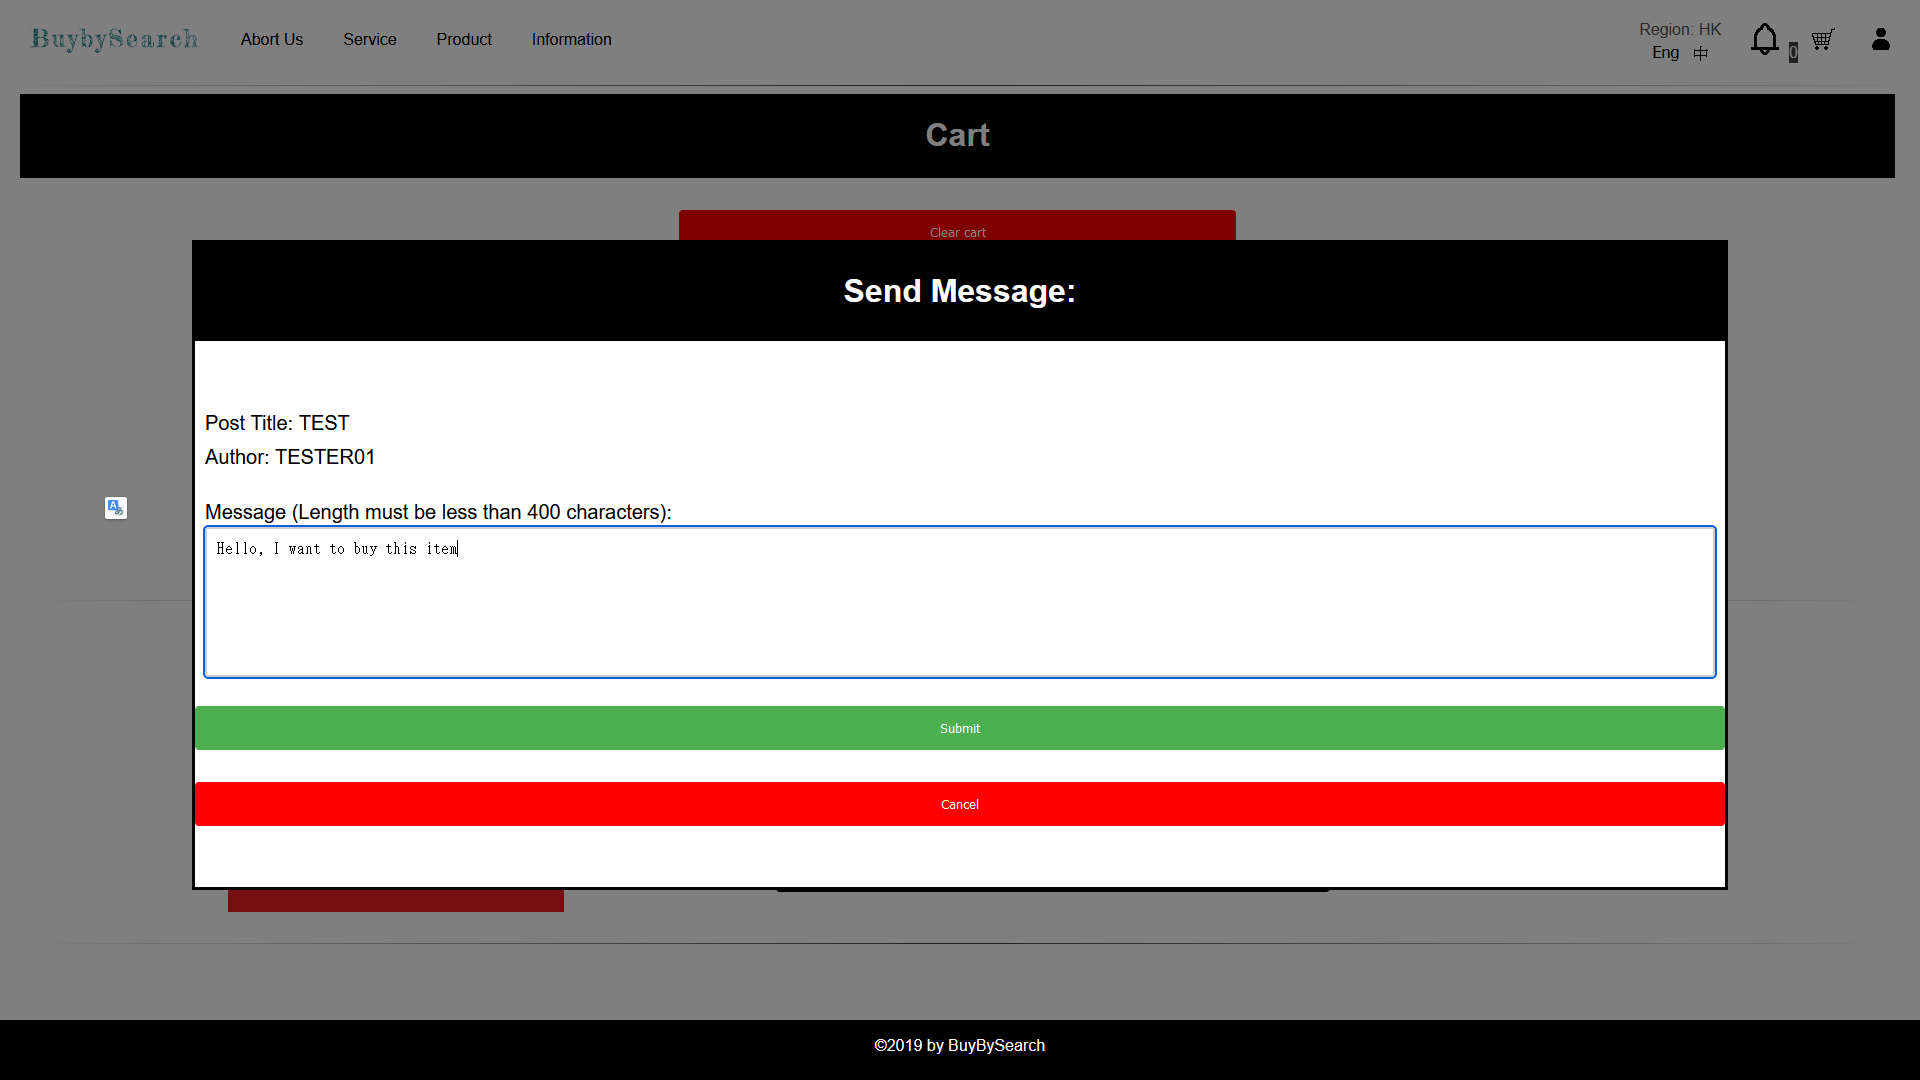 BuybySearch
Abort Us
Service
Product
Information
Region: HK
Eng 中
0
Cart
Clear cart
Send Message:
Post Title: TEST
Author: TESTER01
Message (Length must be less than 400 characters):
Hello, I want to buy this item
Submit
Cancel
©2019 by BuyBySearch